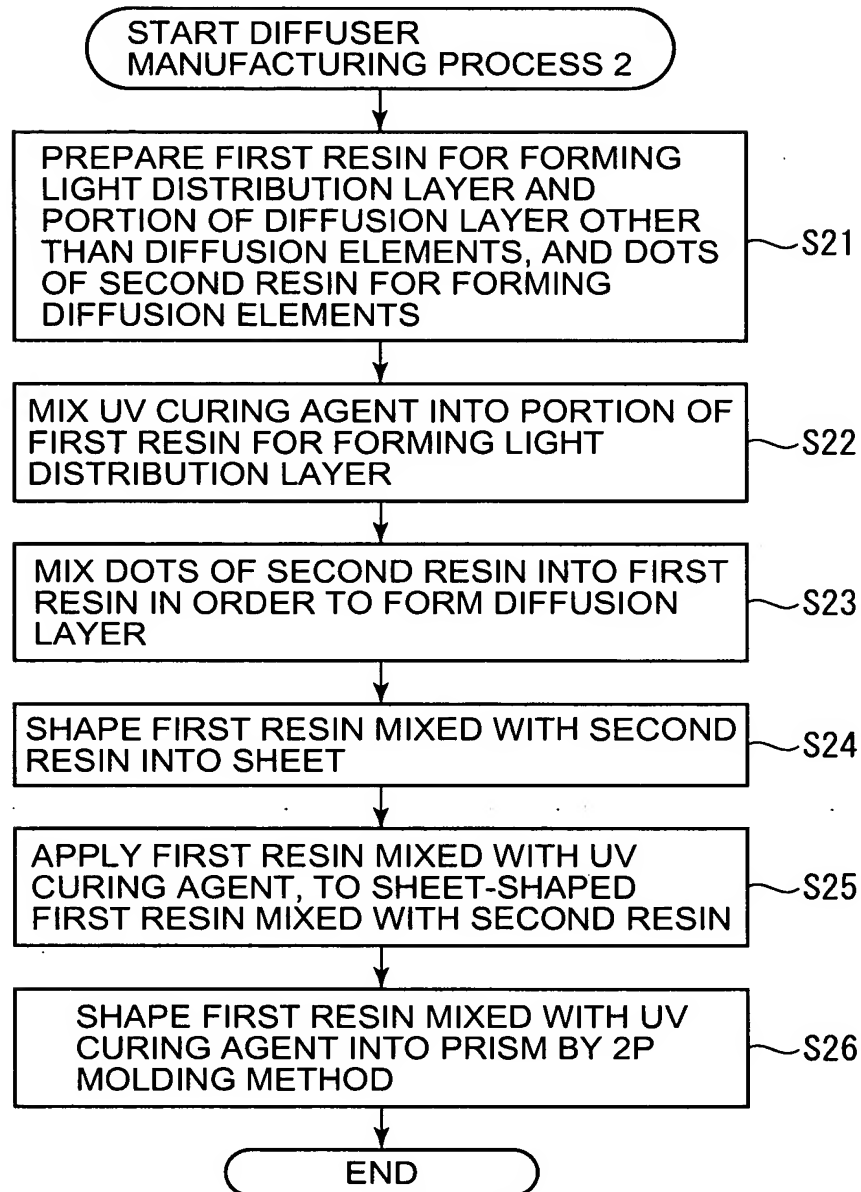 START DIFFUSER
MANUFACTURING PROCESS 2
PREPARE FIRST RESIN FOR FORMING
LIGHT DISTRIBUTION LAYER AND
PORTION OF DIFFUSION LAYER OTHER
THAN DIFFUSION ELEMENTS, AND DOTS
OF SECOND RESIN FOR FORMING
DIFFUSION ELEMENTS
S21
MIX UV CURING AGENT INTO PORTION OF
FIRST RESIN FOR FORMING LIGHT
DISTRIBUTION LAYER
S22
MIX DOTS OF SECOND RESIN INTO FIRST
RESIN IN ORDER TO FORM DIFFUSION
LAYER
S23
SHAPE FIRST RESIN MIXED WITH SECOND
RESIN INTO SHEET
S24
APPLY FIRST RESIN MIXED WITH UV
CURING AGENT, TO SHEET-SHAPED
FIRST RESIN MIXED WITH SECOND RESIN
S25
SHAPE FIRST RESIN MIXED WITH UV
CURING AGENT INTO PRISM BY 2P
MOLDING METHOD
S26
END